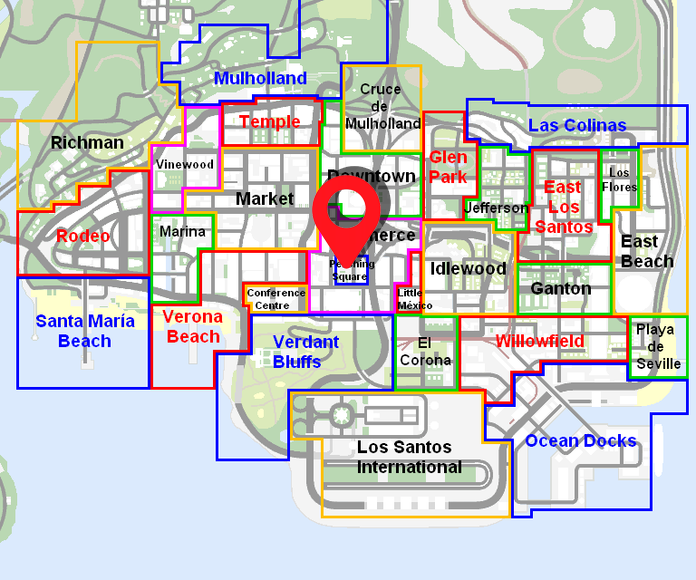 Mulholland
Cruce
de
Mulholland
Temple
Las Colinas
Richman
Vinewood
Glen
Park
Downtown
Los
Flores
East
Los
Santos
Market
Jefferson
Rodeo
Marina
East
Beach
Idlewood
Square
Ganton
Conference
Centre
Little
México
Santa María
Beach
Verona
Beach
Verdant
Bluffs
El
Corona
Willowfield
Playa
de
Seville
Los Santos
International
Ocean Docks